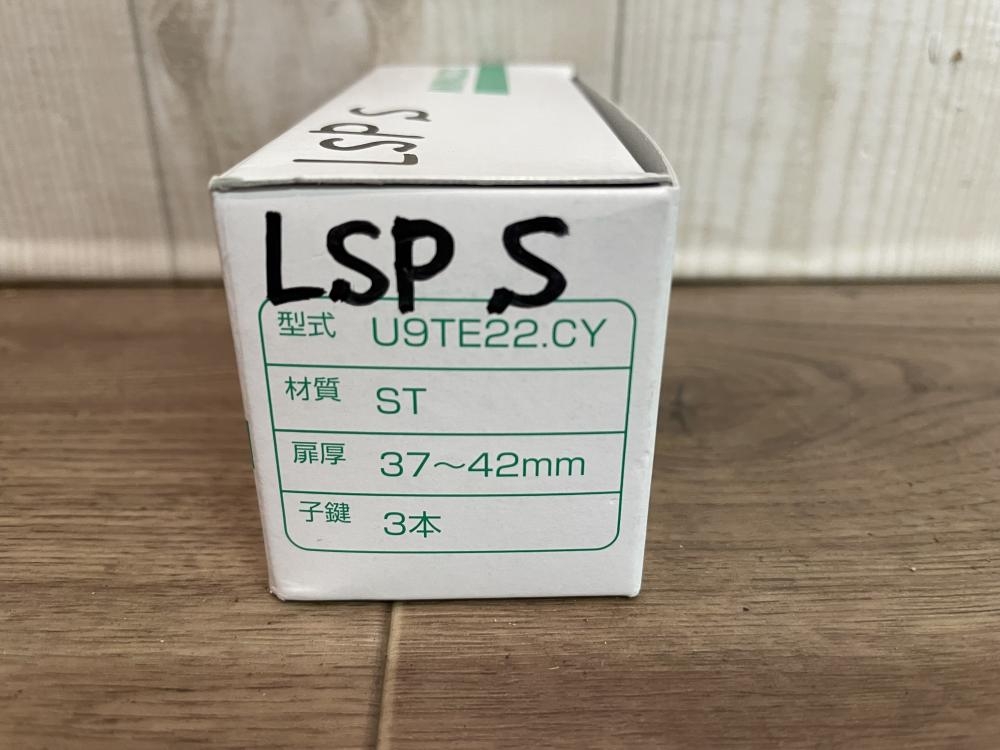 LSP S
LSP S
型式 U9TE22.CY
材質 ST
扉厚 37～42mm
子鍵 3本